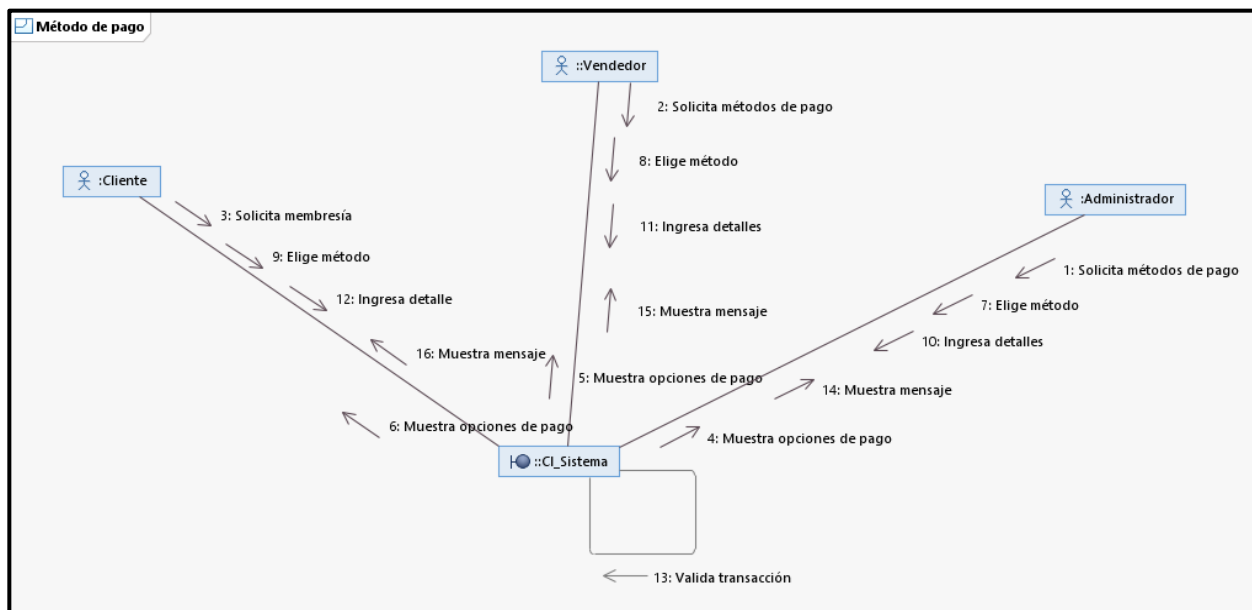 Método de pago
::Vendedor
2: Solicita métodos de pago
8: Elige método
:Cliente
:Administrador
3: Solicita membresía
11: Ingresa detalles
9: Elige método
1: Solicita métodos de pago
12: Ingresa detalle
7: Elige método
15: Muestra mensaje
10: Ingresa detalles
16: Muestra mensaje
5: Muestra opciones de pago
14: Muestra mensaje
6: Muestra opciones de pago
4: Muestra opciones de pago
::CI_Sistema
13: Valida transacción